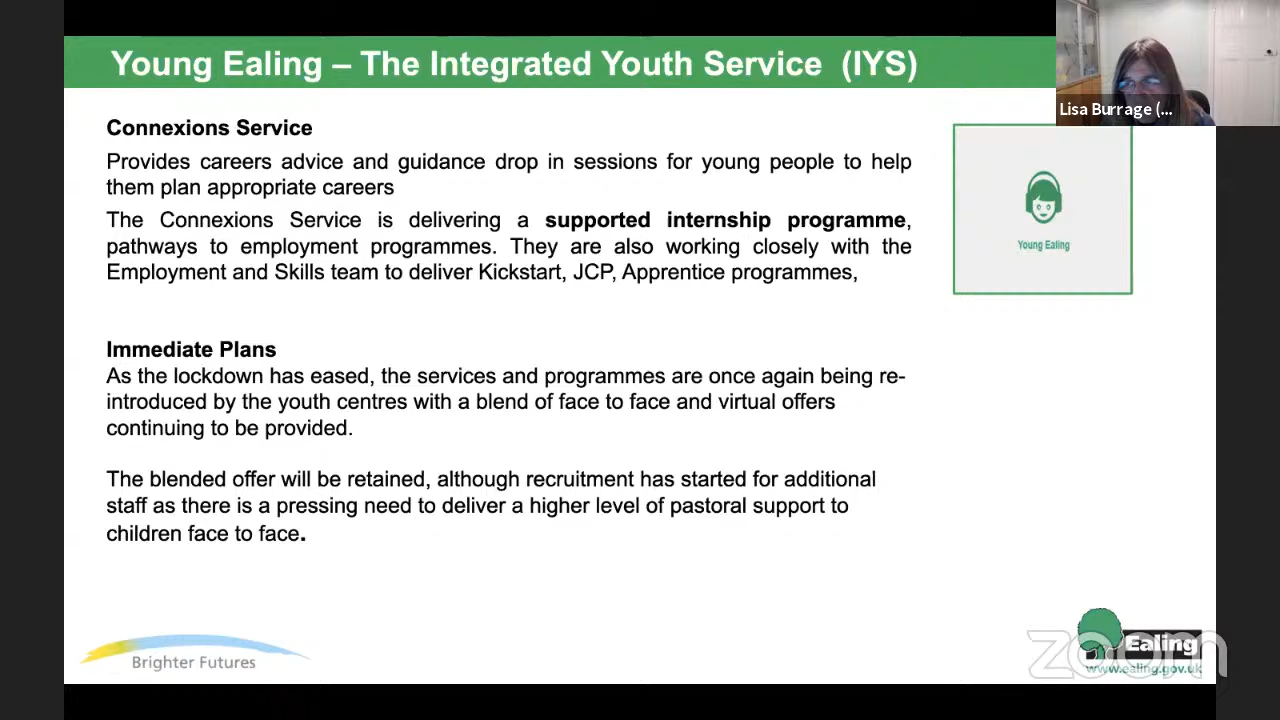 Young Ealing – The Integrated Youth Service (IYS)
Lisa Burrage (...
Connexions Service
Provides careers advice and guidance drop in sessions for young people to help
them plan appropriate careers
The Connexions Service is delivering a supported internship programme,
pathways to employment programmes. They are also working closely with the
Employment and Skills team to deliver Kickstart, JCP, Apprentice programmes,
Young Ealing
Immediate Plans
As the lockdown has eased, the services and programmes are once again being re-
introduced by the youth centres with a blend of face to face and virtual offers
continuing to be provided.
The blended offer will be retained, although recruitment has started for additional
staff as there is a pressing need to deliver a higher level of pastoral support to
children face to face.
Brighter Futures
Ealing
www.ealing.gov.uk
zoom